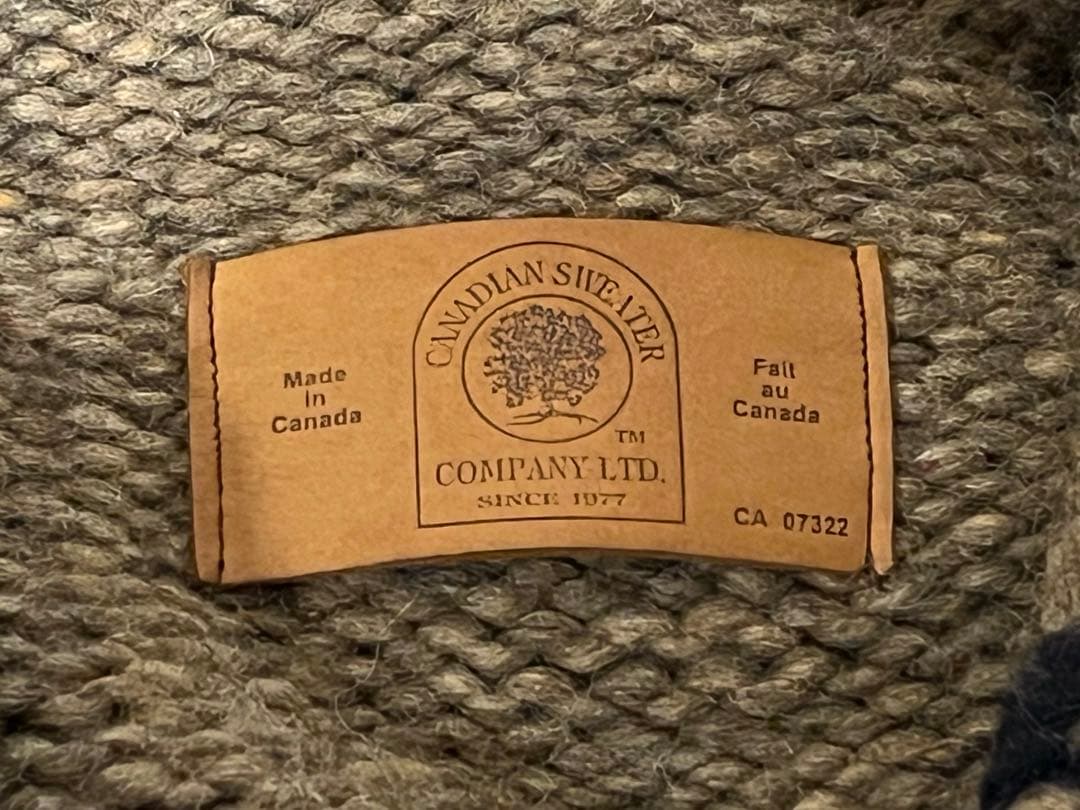 Made
in
Canada
CANADIAN SWEATER
TM
COMPANY LTD.
SINCE 1977
Fait
au
Canada
CA 07322